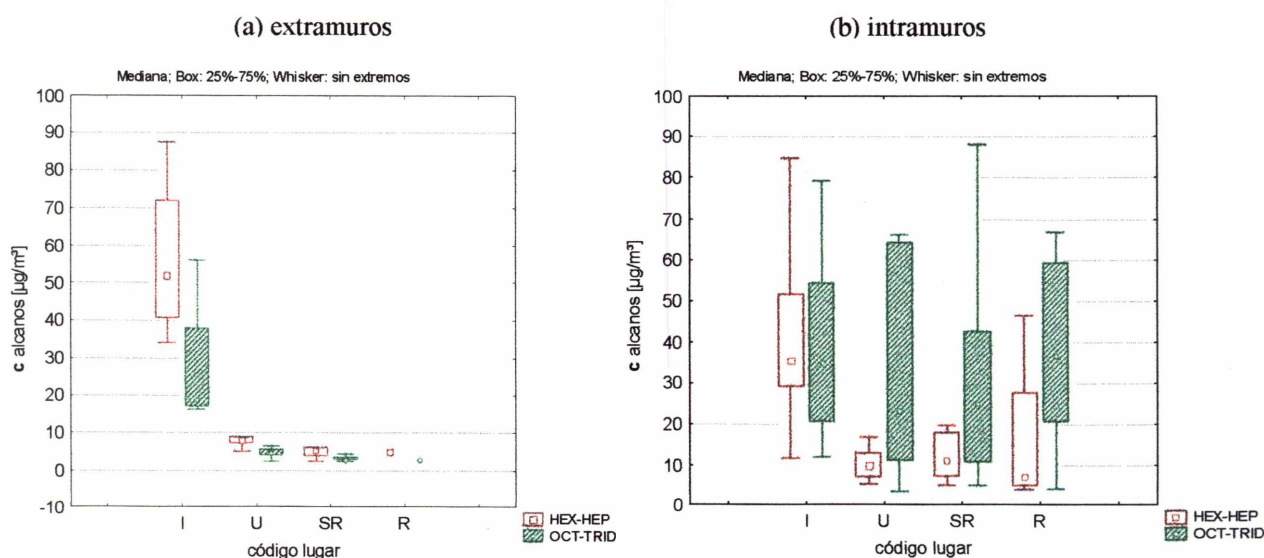 (a) extramuros
Mediana; Box: 25%-75%; Whisker: sin extremos
100
90
80
70
60
50
40
30
20
10
0
-10
c alcanos [µg/m³]
I U SR R
código lugar
HEX-HEP
OCT-TRID
(b) intramuros
Mediana; Box: 25%-75%; Whisker: sin extremos
100
90
80
70
60
50
40
30
20
10
0
c alcanos [µg/m³]
I U SR R
código lugar
HEX-HEP
OCT-TRID